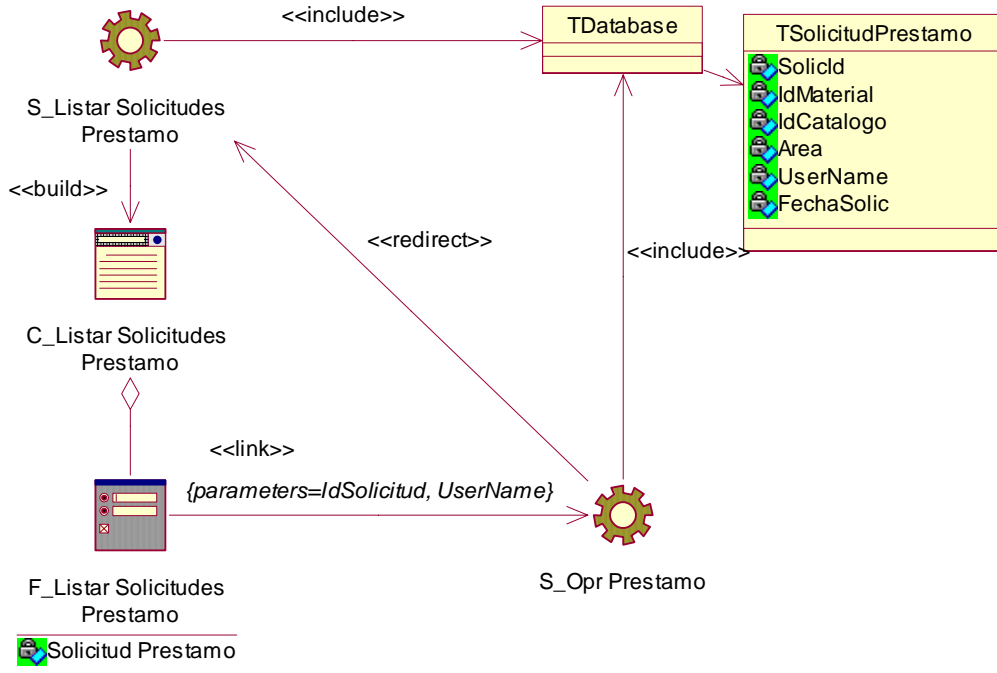 <<include>>
TDatabase
TSolicitudPrestamo
SolicId
IdMaterial
IdCatalogo
Area
UserName
FechaSolic
S_Listar Solicitudes
Prestamo
<<build>>
<<redirect>>
<<include>>
C_Listar Solicitudes
Prestamo
<<link>>
{parameters=IdSolicitud, UserName}
F_Listar Solicitudes
Prestamo
Solicitud Prestamo
S_Opr Prestamo